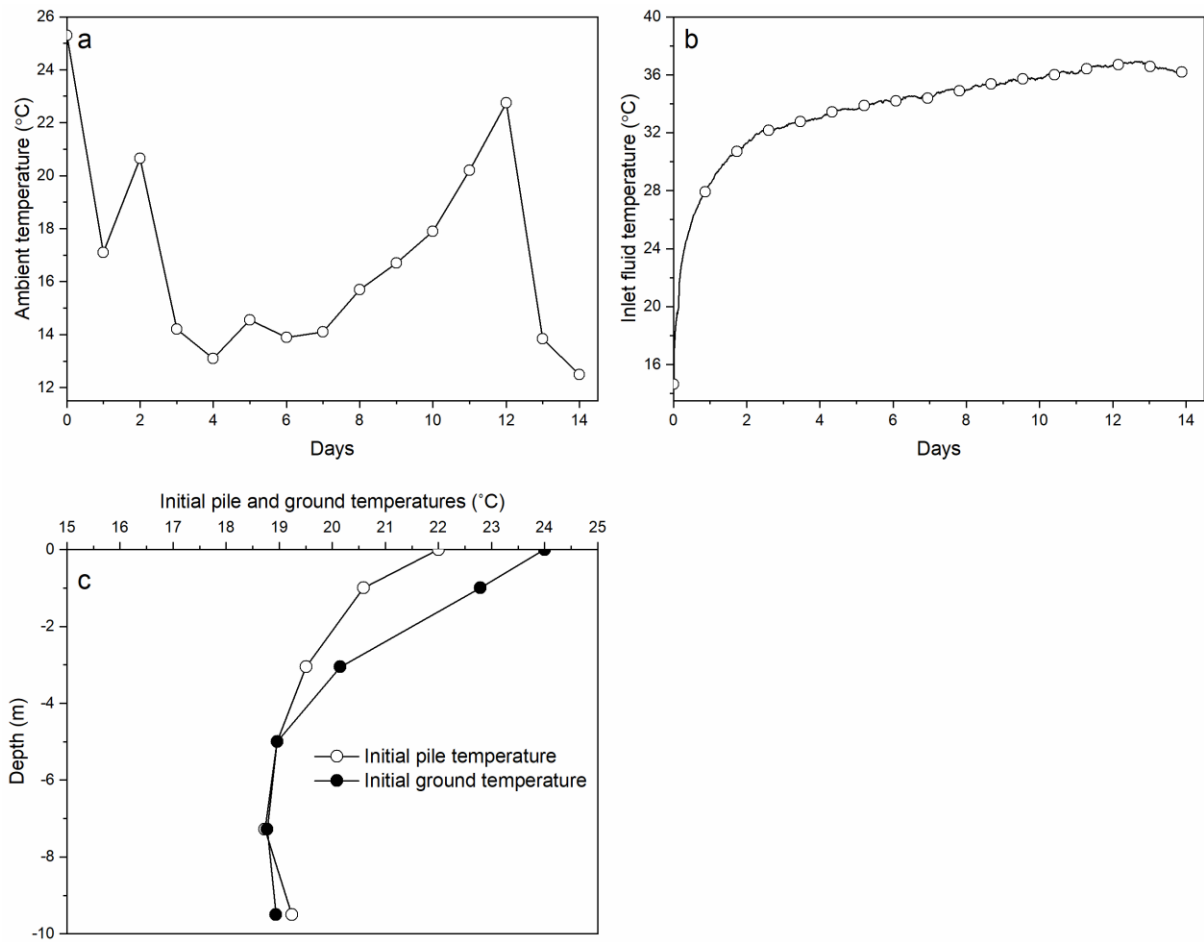 a
26
24
22
20
18
16
14
12
Ambient temperature (°C)
0 2 4 6 8 10 12 14
Days
b
40
36
32
28
24
20
16
Inlet fluid temperature (°C)
0 2 4 6 8 10 12 14
Days
Initial pile and ground temperatures (°C)
15 16 17 18 19 20 21 22 23 24 25
c
0
-2
-4
-6
-8
-10
Depth (m)
Initial pile temperature
Initial ground temperature